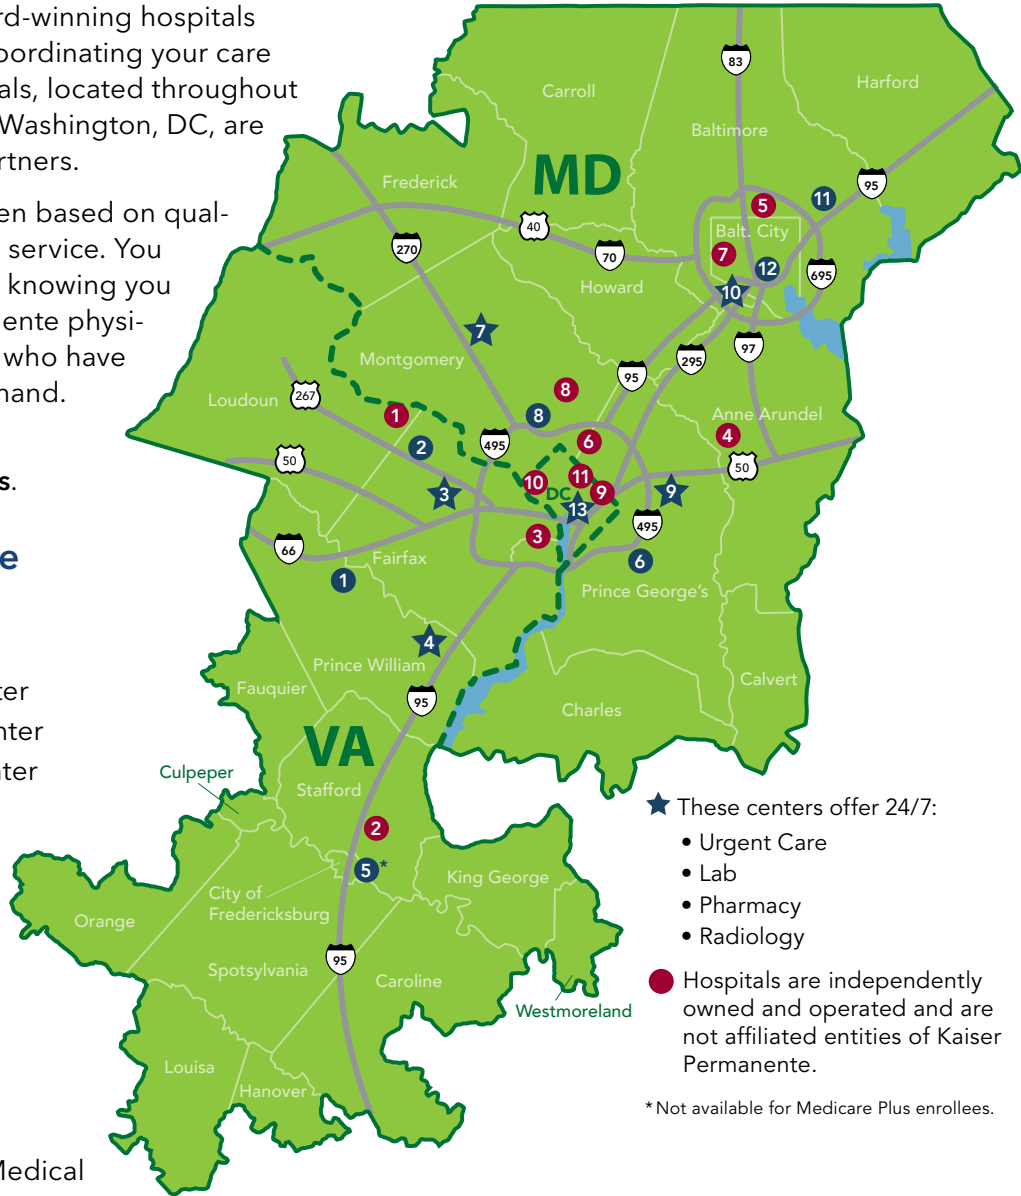 rd-winning hospitals
oordinating your care
als, located throughout
Washington, DC, are
rtners.
en based on qual-
service. You
knowing you
ente physi-
who have
hand.
s.
e
ter
nter
nter
Medical
83
Carroll
Harford
Baltimore
MD
Frederick
95
11
5
40
Balt. City
270
70
7
12
695
Howard
10
7
97
295
Montgomery
95
267
8
Loudoun
1
8
Anne Arundel
4
2
495
6
50
50
11
10
3
DC
9
9
13
495
3
66
Fairfax
6
1
Prince George's
4
Prince William
Calvert
Fauquier
95
Charles
VA
Culpeper
Stafford
2
5*
King George
City of
Fredericksburg
Orange
95
Spotsylvania
Caroline
Westmoreland
Louisa
Hanover
These centers offer 24/7:
• Urgent Care
• Lab
• Pharmacy
• Radiology
Hospitals are independently
owned and operated and are
not affiliated entities of Kaiser
Permanente.
*Not available for Medicare Plus enrollees.